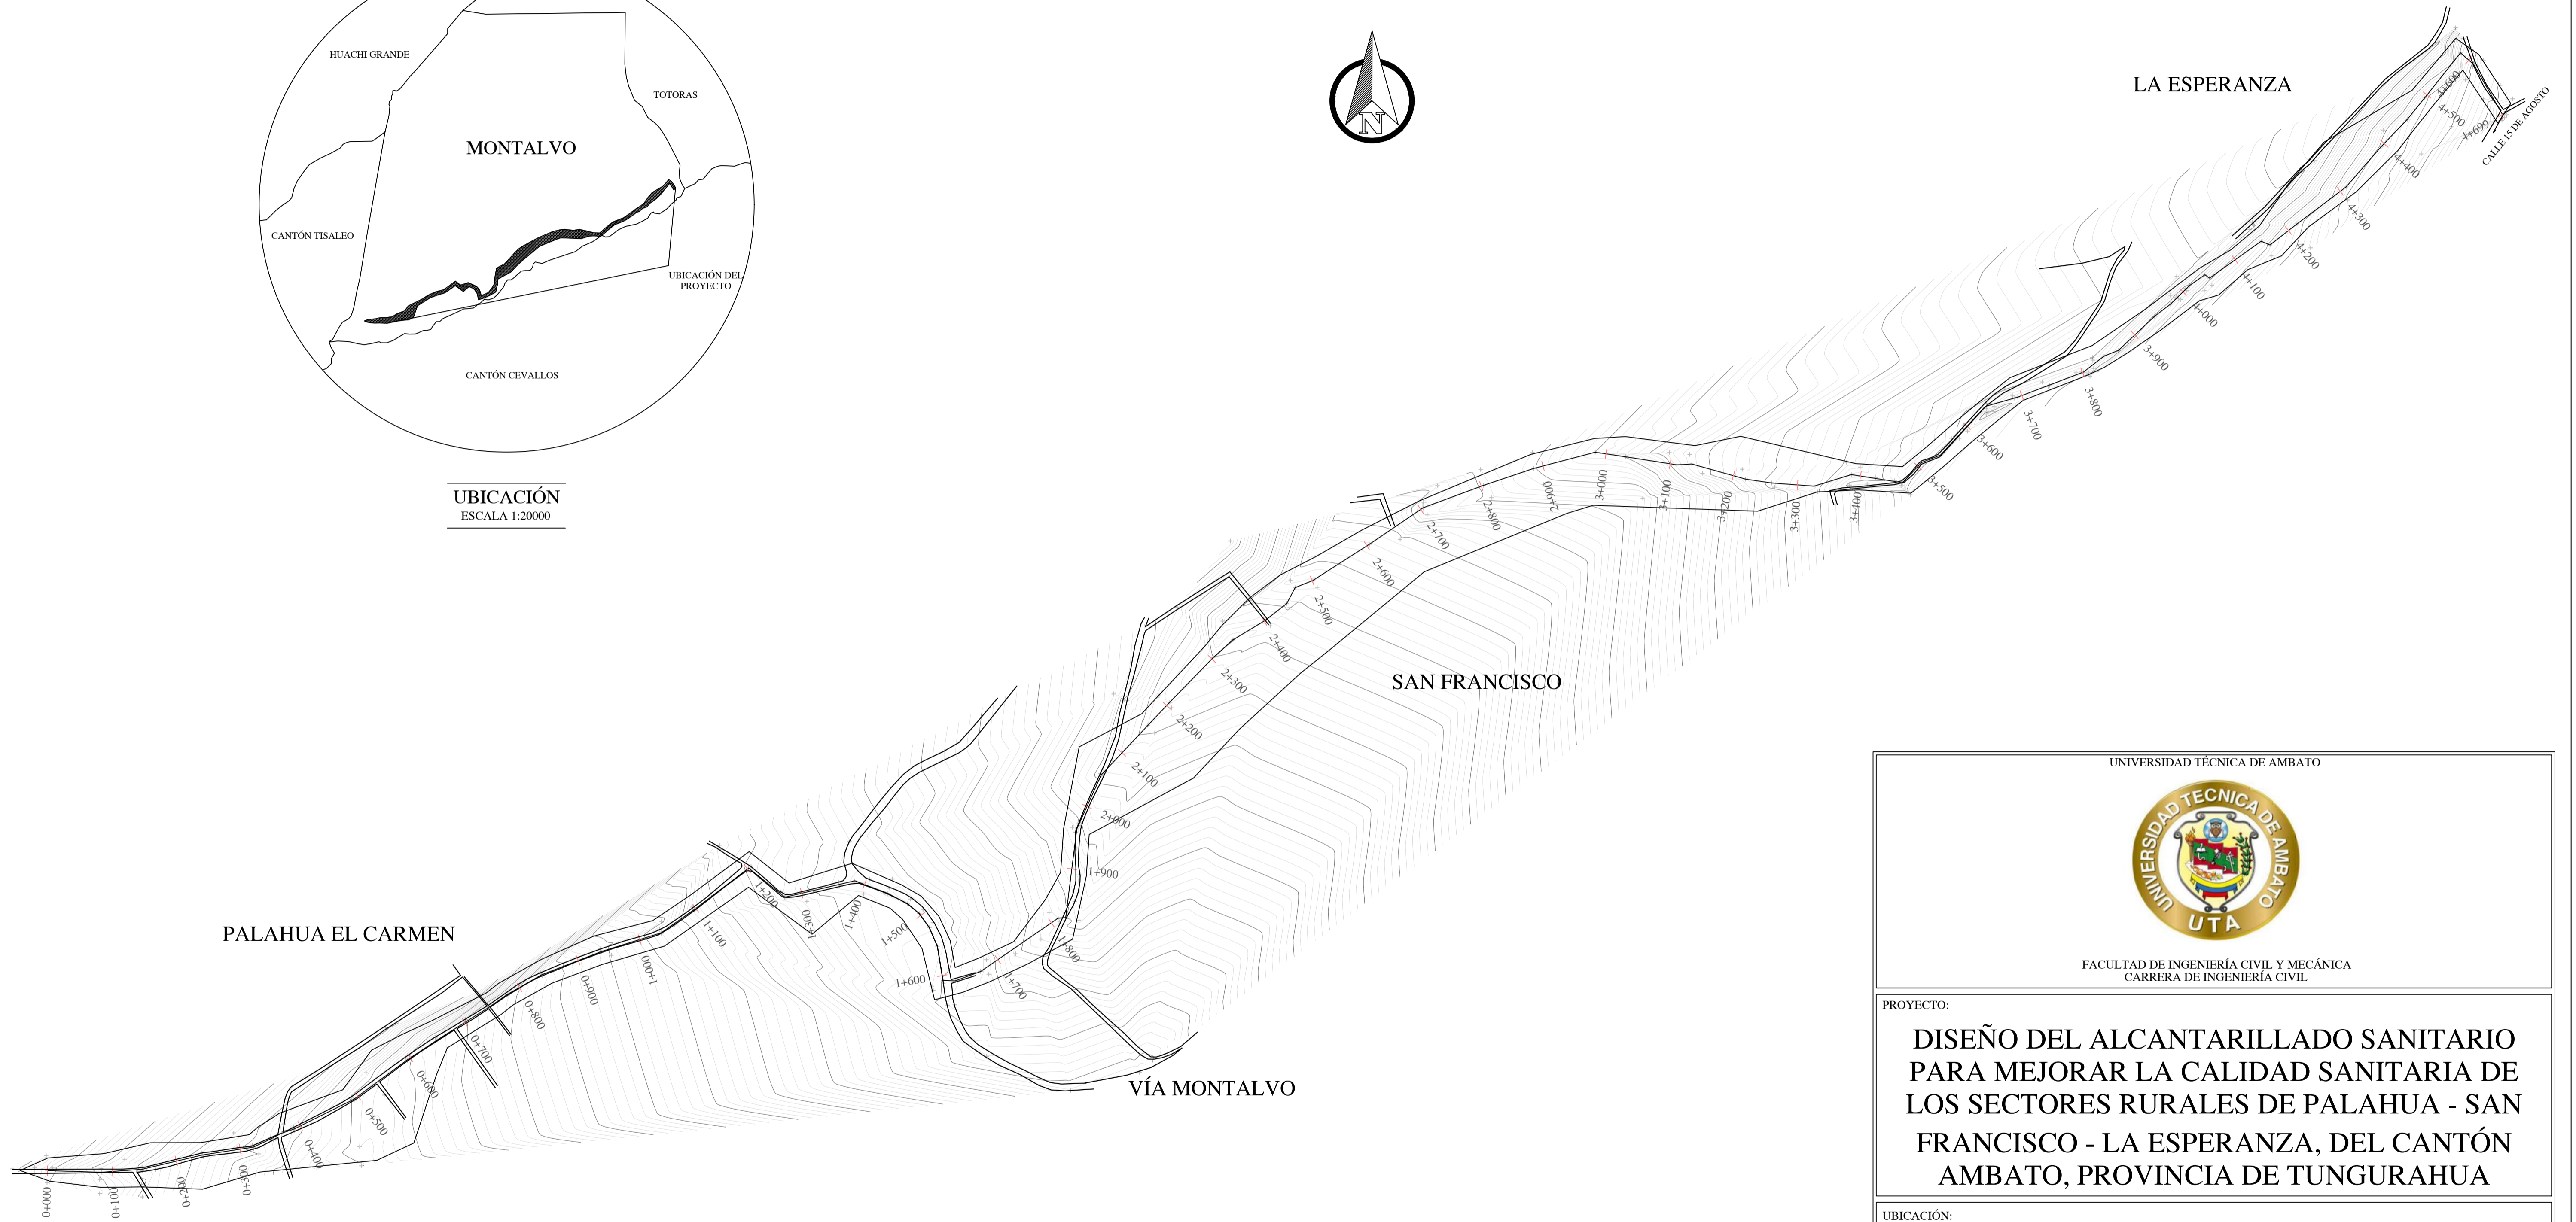 HUACHI GRANDE
TOTORAS
MONTALVO
CANTÓN TISALEO
UBICACIÓN DEL
PROYECTO
CANTÓN CEVALLOS
UBICACIÓN
ESCALA 1:20000
N
LA ESPERANZA
CALLE 15 DE AGOSTO
SAN FRANCISCO
PALAHUA EL CARMEN
VÍA MONTALVO
0+000
0+100
0+200
0+300
0+400
0+500
0+600
0+700
0+800
0+900
1+000
1+100
1+200
1+300
1+400
1+500
1+600
1+700
1+800
1+900
2+000
2+100
2+200
2+300
2+400
2+500
2+600
2+700
2+800
2+900
3+000
3+100
3+200
3+300
3+400
3+500
3+600
3+700
3+800
3+900
4+000
4+100
4+200
4+300
4+400
4+500
4+600
4+699
UNIVERSIDAD TÉCNICA DE AMBATO
UNIVERSIDAD TECNICA DE AMBATO
UTA
FACULTAD DE INGENIERÍA CIVIL Y MECÁNICA
CARRERA DE INGENIERÍA CIVIL
PROYECTO:
DISEÑO DEL ALCANTARILLADO SANITARIO
PARA MEJORAR LA CALIDAD SANITARIA DE
LOS SECTORES RURALES DE PALAHUA - SAN
FRANCISCO - LA ESPERANZA, DEL CANTÓN
AMBATO, PROVINCIA DE TUNGURAHUA
UBICACIÓN: